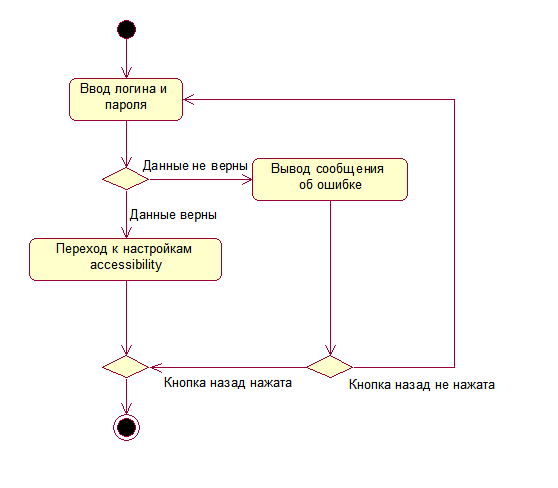 Ввод логина и
пароля
Данные не верны
Вывод сообщения
об ошибке
Данные верны
Переход к настройкам
accessibility
Кнопка назад нажата
Кнопка назад не нажата